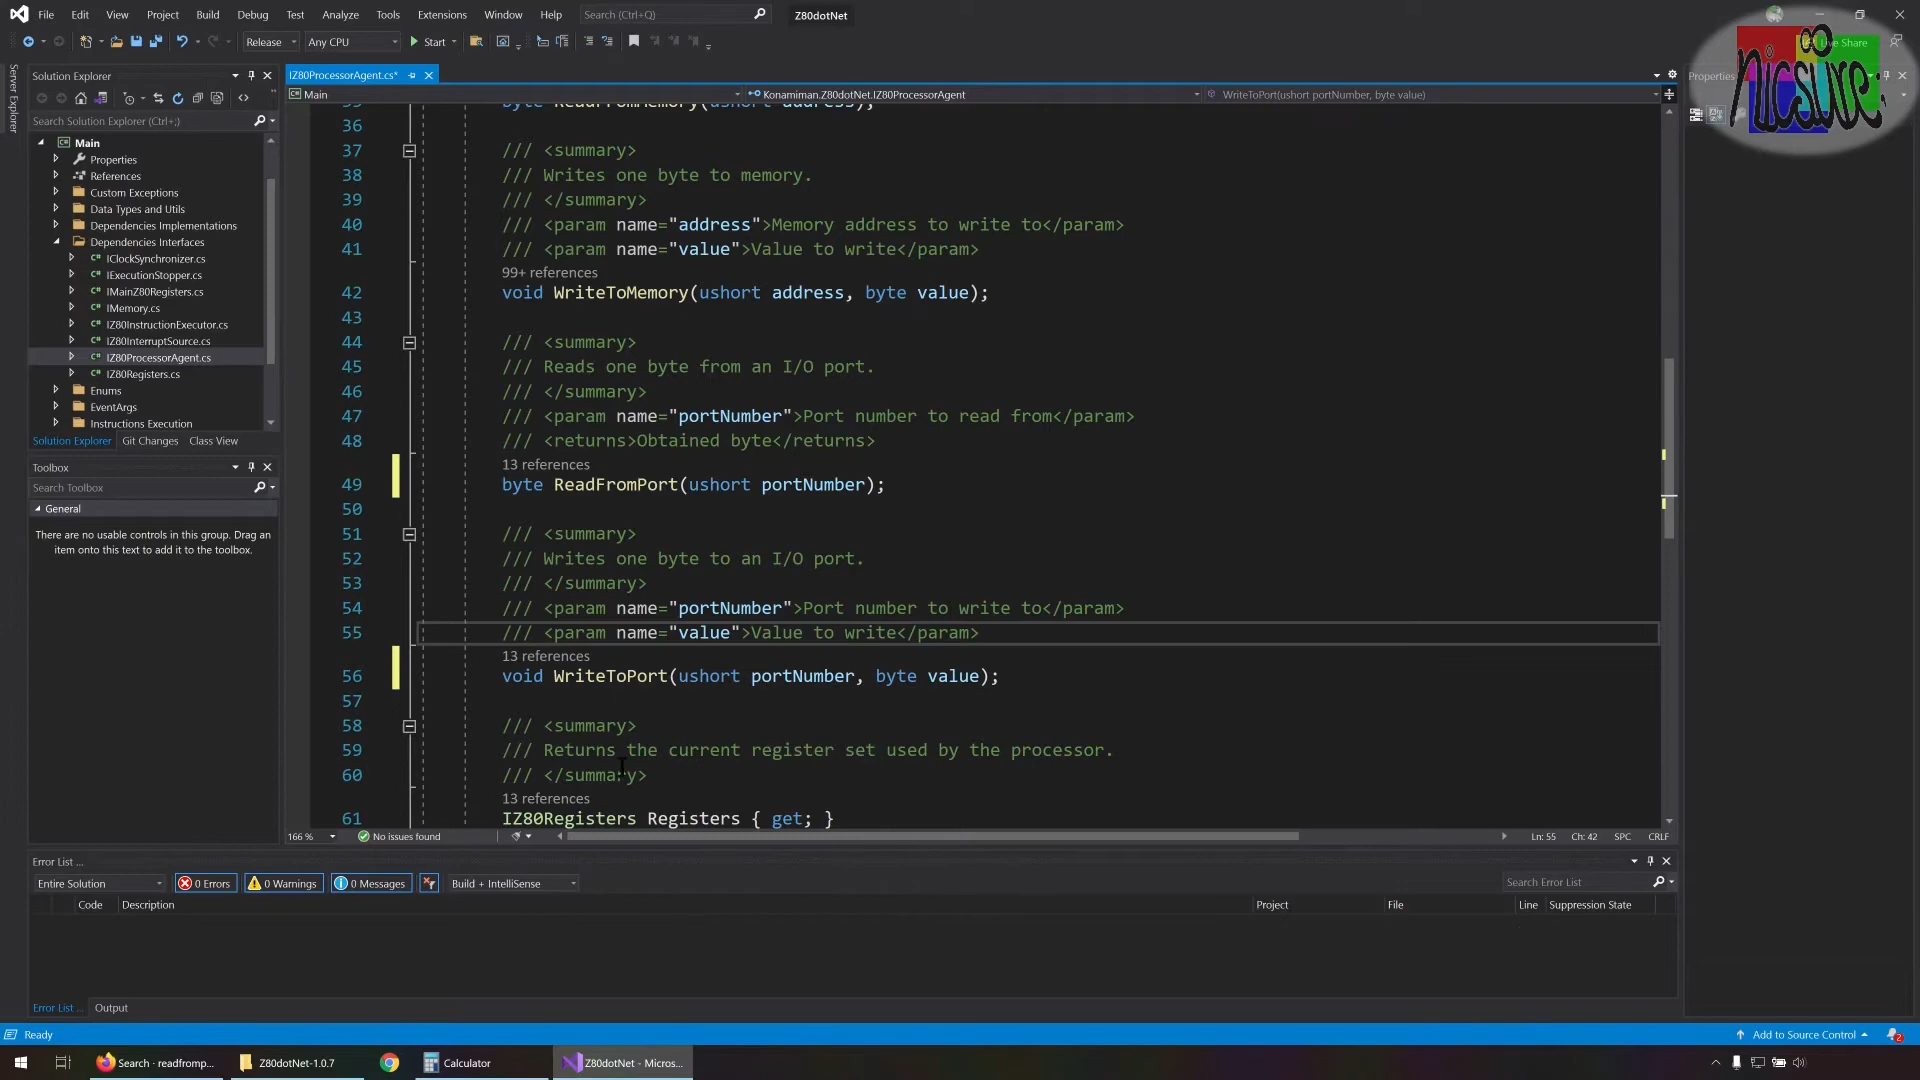 File Edit View Project Build Debug Test Analyze Tools Extensions Window Help Search (Ctrl+Q) Z80dotNet
Release Any CPU Start Live Share
nicsure
Server Explorer
Solution Explorer
Search Solution Explorer (Ctrl+;)
Main
Properties
References
Custom Exceptions
Data Types and Utils
Dependencies Implementations
Dependencies Interfaces
IClockSynchronizer.cs
IExecutionStopper.cs
IMainZ80Registers.cs
IMemory.cs
IZ80InstructionExecutor.cs
IZ80InterruptSource.cs
IZ80ProcessorAgent.cs
IZ80Registers.cs
Enums
EventArgs
Instructions Execution
Solution Explorer Git Changes Class View
Toolbox
Search Toolbox
General
There are no usable controls in this group. Drag an
item onto this text to add it to the toolbox.
IZ80ProcessorAgent.cs*
Main Konamiman.Z80dotNet.IZ80ProcessorAgent WriteToPort(ushort portNumber, byte value)
36
37 /// <summary>
38 /// Writes one byte to memory.
39 /// </summary>
40 /// <param name="address">Memory address to write to</param>
41 /// <param name="value">Value to write</param>
99+ references
42 void WriteToMemory(ushort address, byte value);
43
44 /// <summary>
45 /// Reads one byte from an I/O port.
46 /// </summary>
47 /// <param name="portNumber">Port number to read from</param>
48 /// <returns>Obtained byte</returns>
13 references
49 byte ReadFromPort(ushort portNumber);
50
51 /// <summary>
52 /// Writes one byte to an I/O port.
53 /// </summary>
54 /// <param name="portNumber">Port number to write to</param>
55 /// <param name="value">Value to write</param>
13 references
56 void WriteToPort(ushort portNumber, byte value);
57
58 /// <summary>
59 /// Returns the current register set used by the processor.
60 /// </summary>
13 references
61 IZ80Registers Registers { get; }
166 % No issues found Ln: 55 Ch: 42 SPC CRLF
Properties
Error List ...
Entire Solution 0 Errors 0 Warnings 0 Messages Build + IntelliSense Search Error List
Code Description Project File Line Suppression State
Error List ... Output
Ready Add to Source Control 2
Search - readfromp... Z80dotNet-1.0.7 Calculator Z80dotNet - Micros...